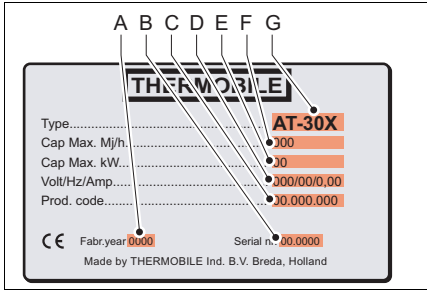 A B C D E F G
THERMOBILE
Type AT-30X
Cap Max. Mj/h. 000
Cap Max. kW 00
Volt/Hz/Amp 000/00/0,00
Prod. code 00.000.000
CE Fabr.year 0000 Serial nr. 00.0000
Made by THERMOBILE Ind. B.V. Breda, Holland